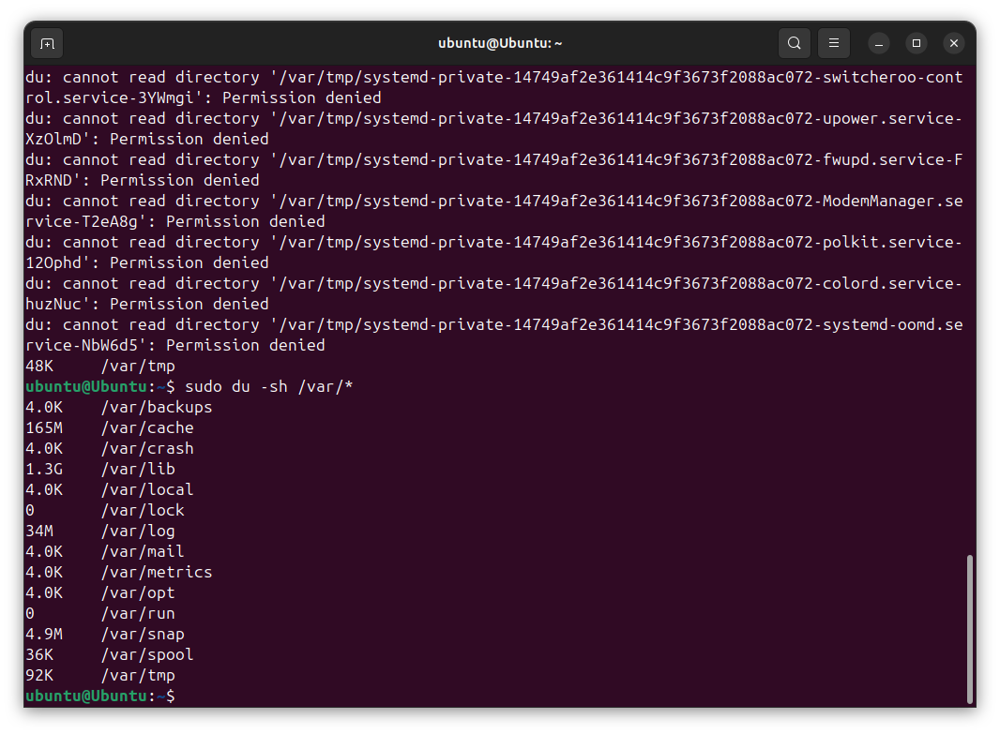 ubuntu@Ubuntu: ~
du: cannot read directory '/var/tmp/systemd-private-14749af2e361414c9f3673f2088ac072-switcheroo-cont
rol.service-3YWmgi': Permission denied
du: cannot read directory '/var/tmp/systemd-private-14749af2e361414c9f3673f2088ac072-upower.service-
XzOlmD': Permission denied
du: cannot read directory '/var/tmp/systemd-private-14749af2e361414c9f3673f2088ac072-fwupd.service-F
RxRND': Permission denied
du: cannot read directory '/var/tmp/systemd-private-14749af2e361414c9f3673f2088ac072-ModemManager.se
rvice-T2eA8g': Permission denied
du: cannot read directory '/var/tmp/systemd-private-14749af2e361414c9f3673f2088ac072-polkit.service-
12Ophd': Permission denied
du: cannot read directory '/var/tmp/systemd-private-14749af2e361414c9f3673f2088ac072-colord.service-
huzNuc': Permission denied
du: cannot read directory '/var/tmp/systemd-private-14749af2e361414c9f3673f2088ac072-systemd-oomd.se
rvice-NbW6d5': Permission denied
48K /var/tmp
ubuntu@Ubuntu:~$ sudo du -sh /var/*
4.0K /var/backups
165M /var/cache
4.0K /var/crash
1.3G /var/lib
4.0K /var/local
0 /var/lock
34M /var/log
4.0K /var/mail
4.0K /var/metrics
4.0K /var/opt
0 /var/run
4.9M /var/snap
36K /var/spool
92K /var/tmp
ubuntu@Ubuntu:~$